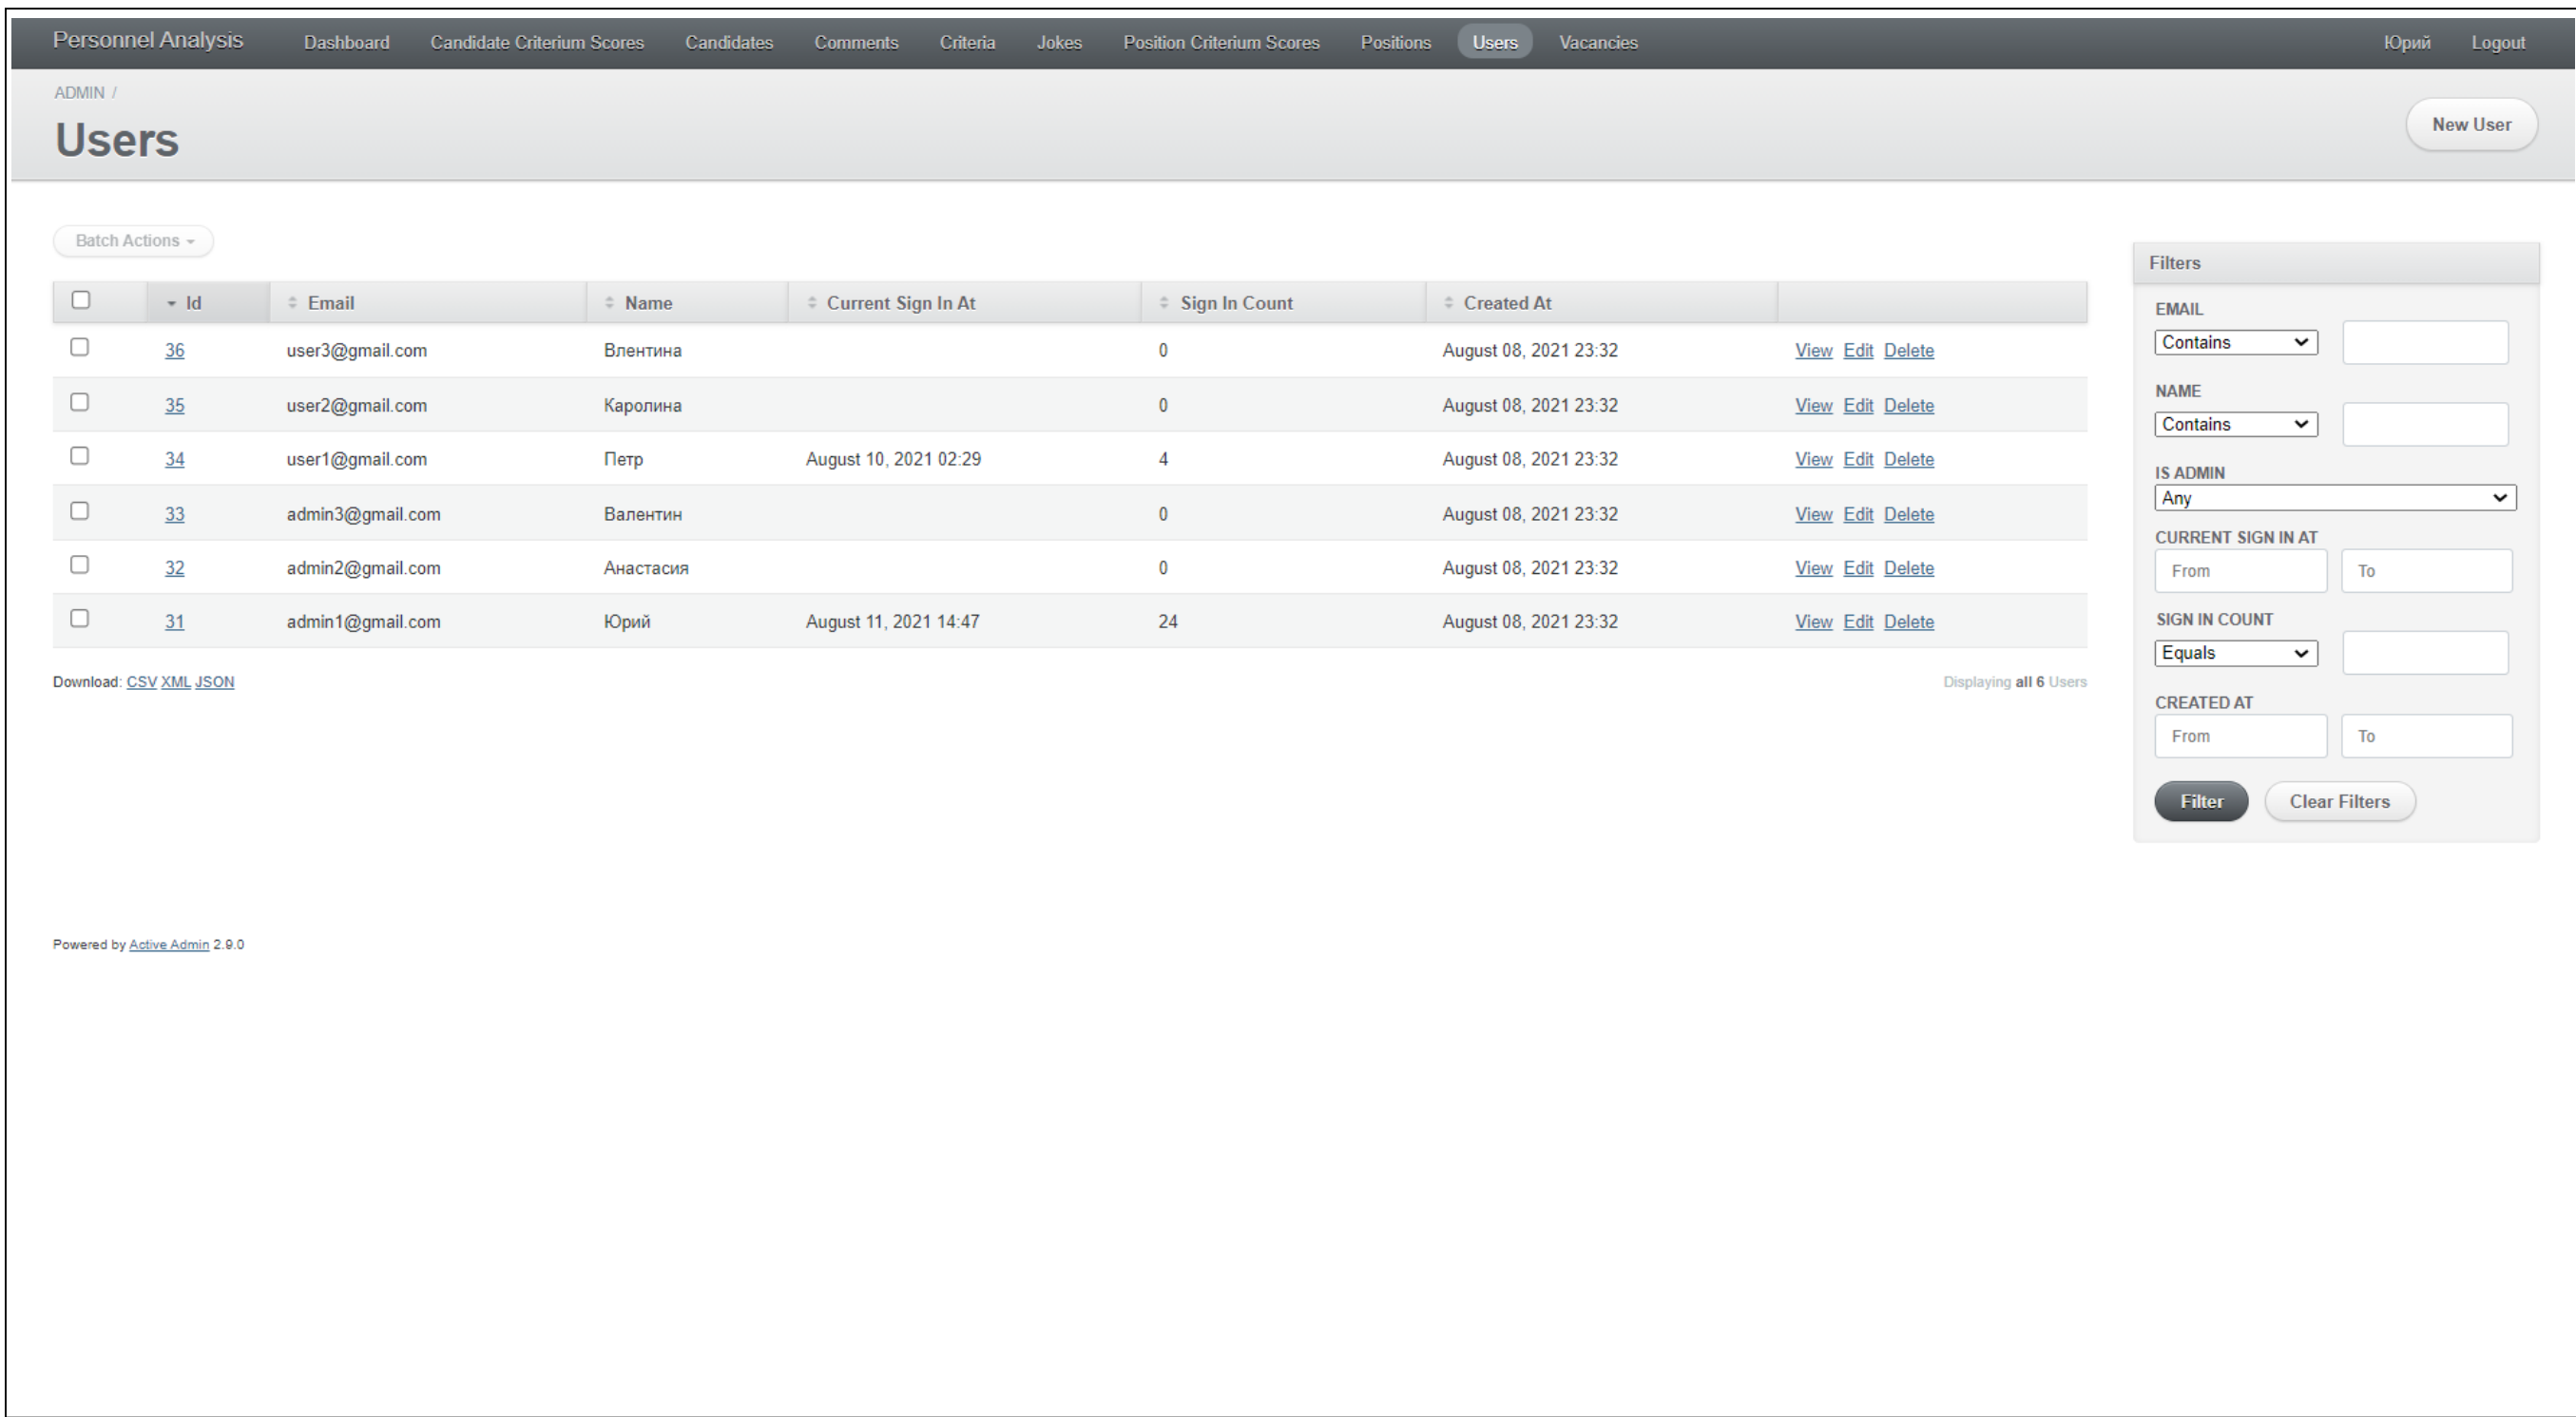 Personnel Analysis Dashboard Candidate Criterium Scores Candidates Comments Criteria Jokes Position Criterium Scores Positions Users Vacancies Юрий Logout
ADMIN /
Users
New User
Batch Actions
Id Email Name Current Sign In At Sign In Count Created At
36 user3@gmail.com Влентина 0 August 08, 2021 23:32 View Edit Delete
35 user2@gmail.com Каролина 0 August 08, 2021 23:32 View Edit Delete
34 user1@gmail.com Петр August 10, 2021 02:29 4 August 08, 2021 23:32 View Edit Delete
33 admin3@gmail.com Валентин 0 August 08, 2021 23:32 View Edit Delete
32 admin2@gmail.com Анастасия 0 August 08, 2021 23:32 View Edit Delete
31 admin1@gmail.com Юрий August 11, 2021 14:47 24 August 08, 2021 23:32 View Edit Delete
Download: CSV XML JSON
Displaying all 6 Users
Filters
EMAIL
Contains
NAME
Contains
IS ADMIN
Any
CURRENT SIGN IN AT
From To
SIGN IN COUNT
Equals
CREATED AT
From To
Filter Clear Filters
Powered by Active Admin 2.9.0